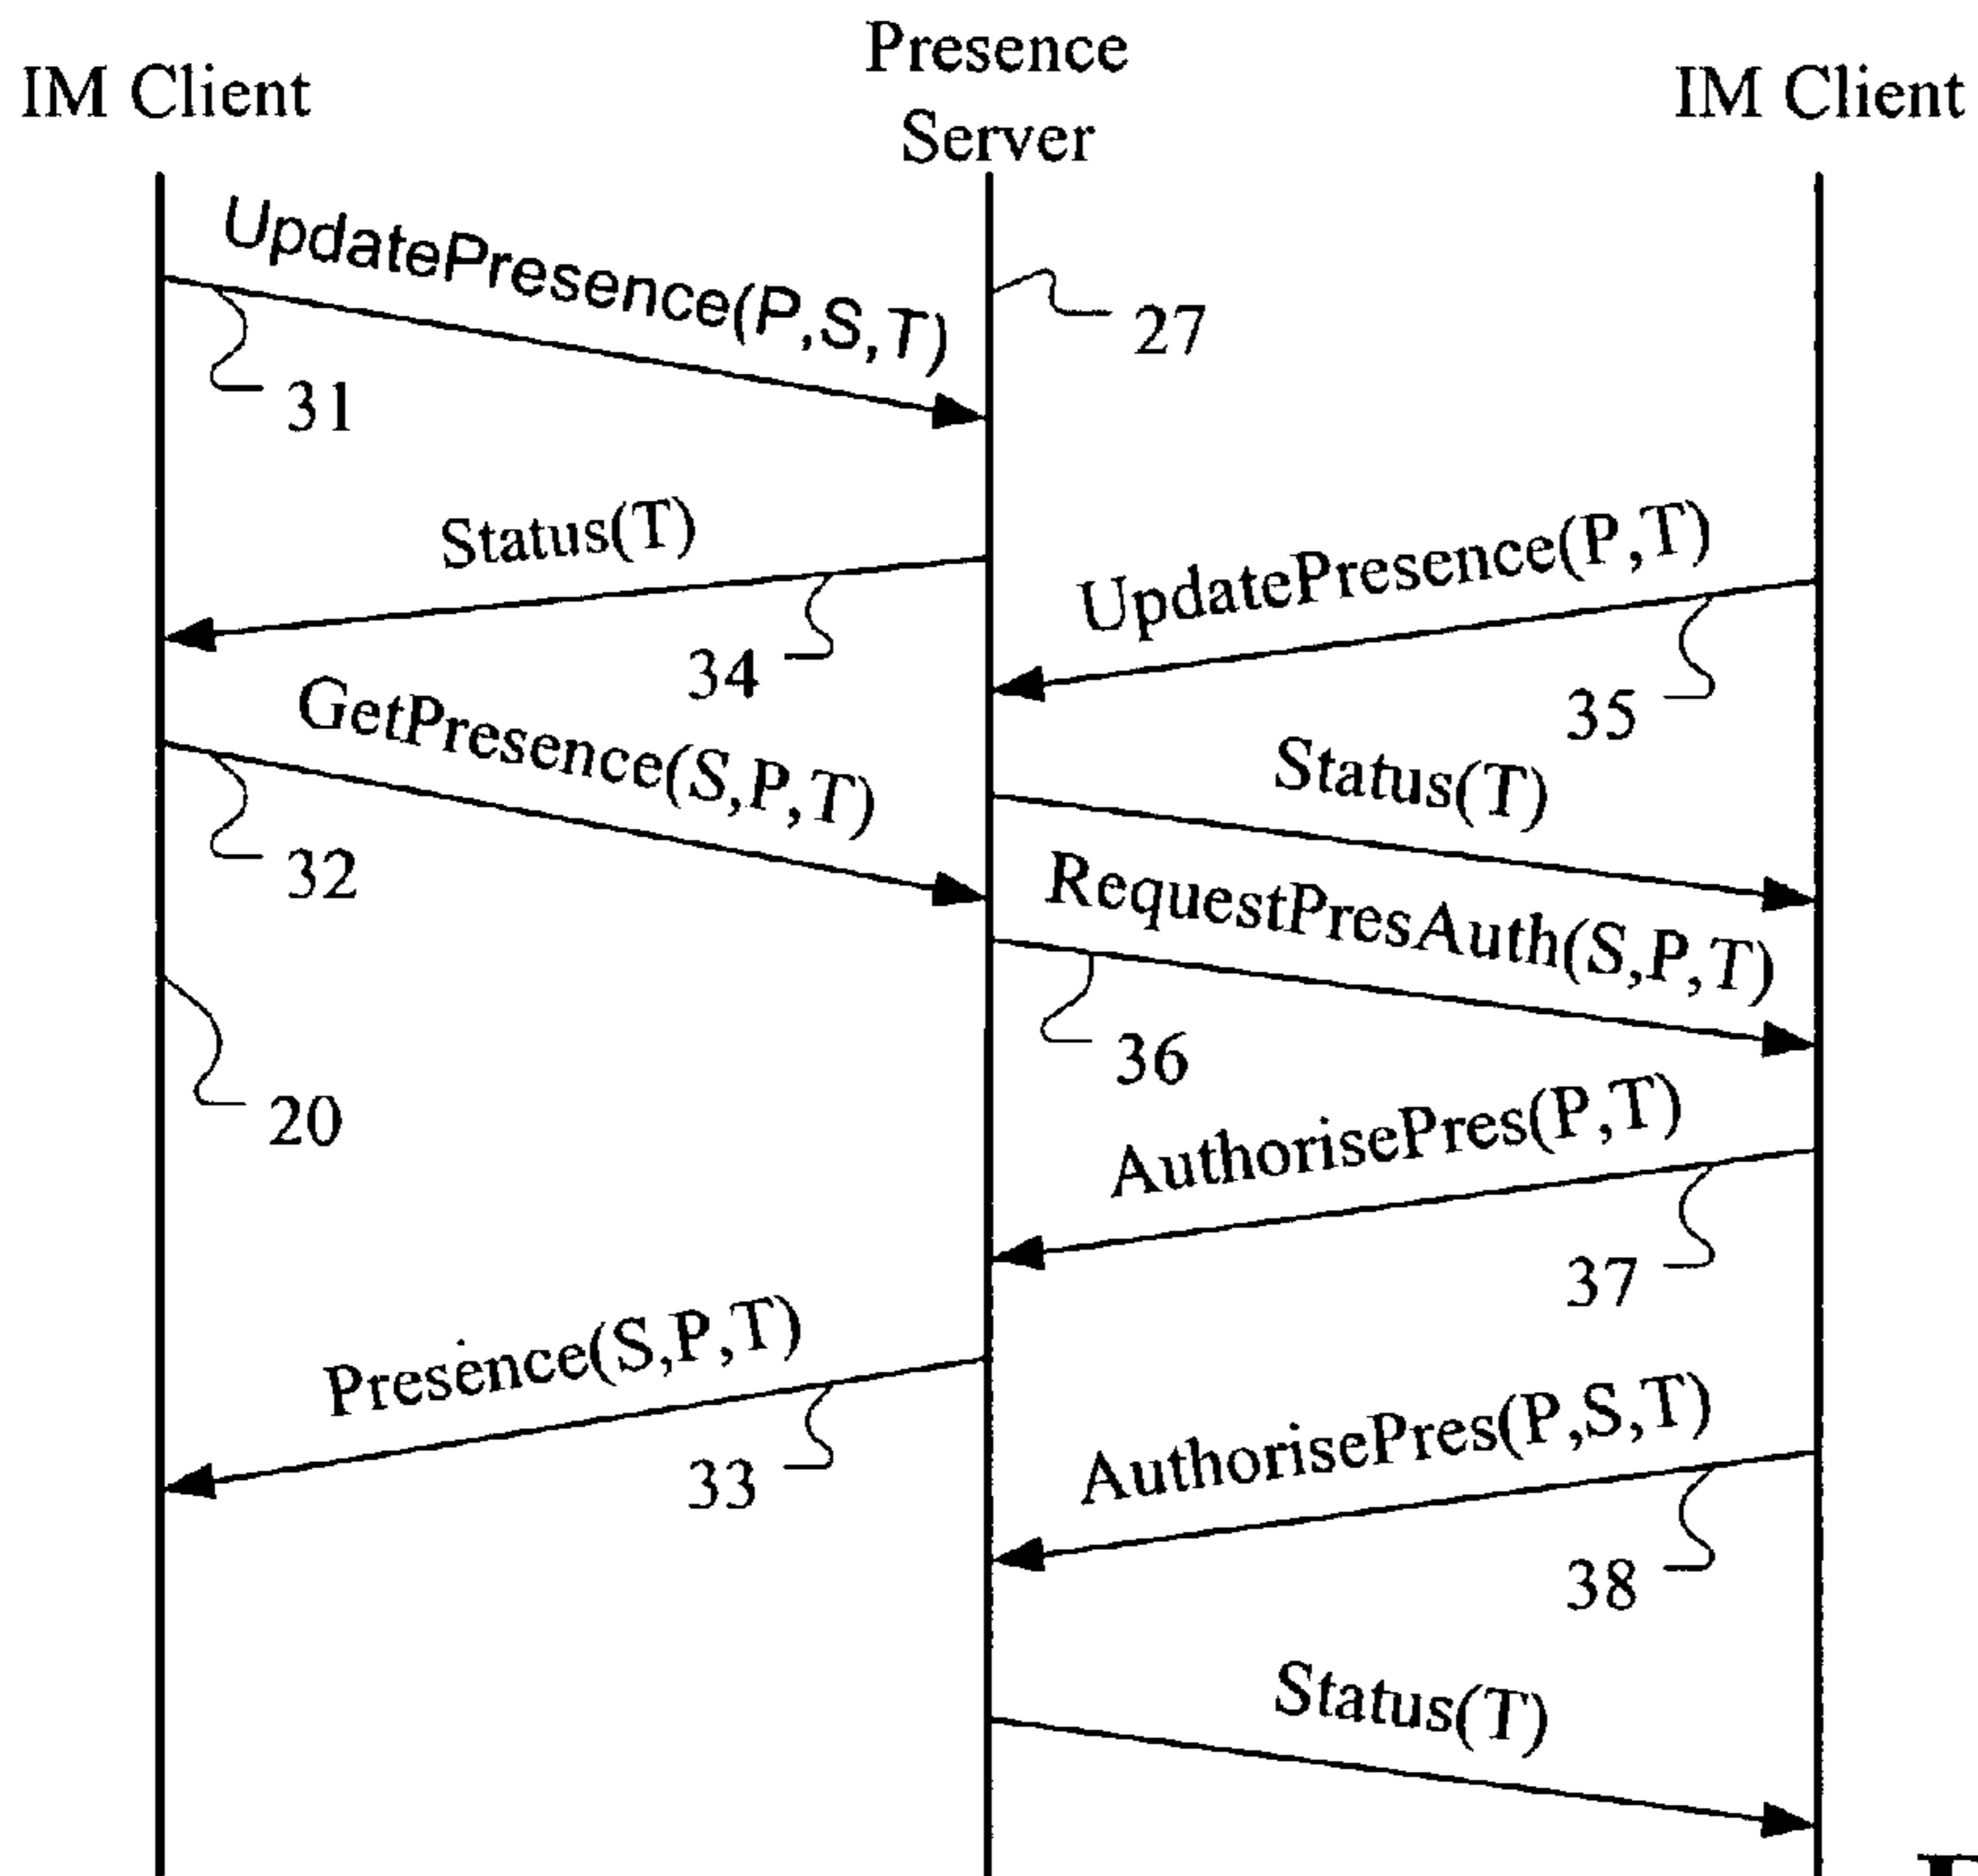 IM Client
Presence
Server
IM Client
UpdatePresence(P,S,T)
27
31
Status(T)
UpdatePresence(P,T)
34
35
GetPresence(S,P,T)
Status(T)
32
RequestPresAuth(S,P,T)
36
20
AuthorisePres(P,T)
37
Presence(S,P,T)
33
AuthorisePres(P,S,T)
38
Status(T)